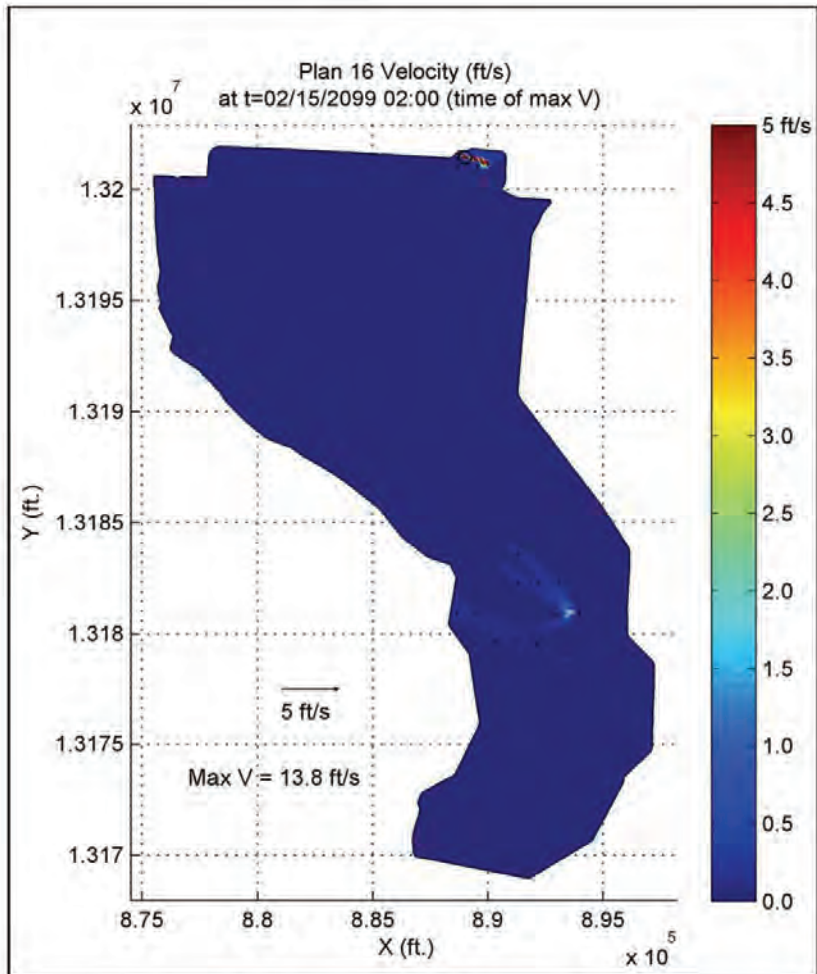 Plan 16 Velocity (ft/s)
x 10^7
at t=02/15/2099 02:00 (time of max V)
5 ft/s
1.32
4.5
4.0
1.3195
3.5
1.319
3.0
Y (ft.)
2.5
1.3185
2.0
1.318
1.5
5 ft/s
1.3175
1.0
Max V = 13.8 ft/s
0.5
1.317
0.0
8.75
8.8
8.85
8.9
8.95
X (ft.)
x 10^5